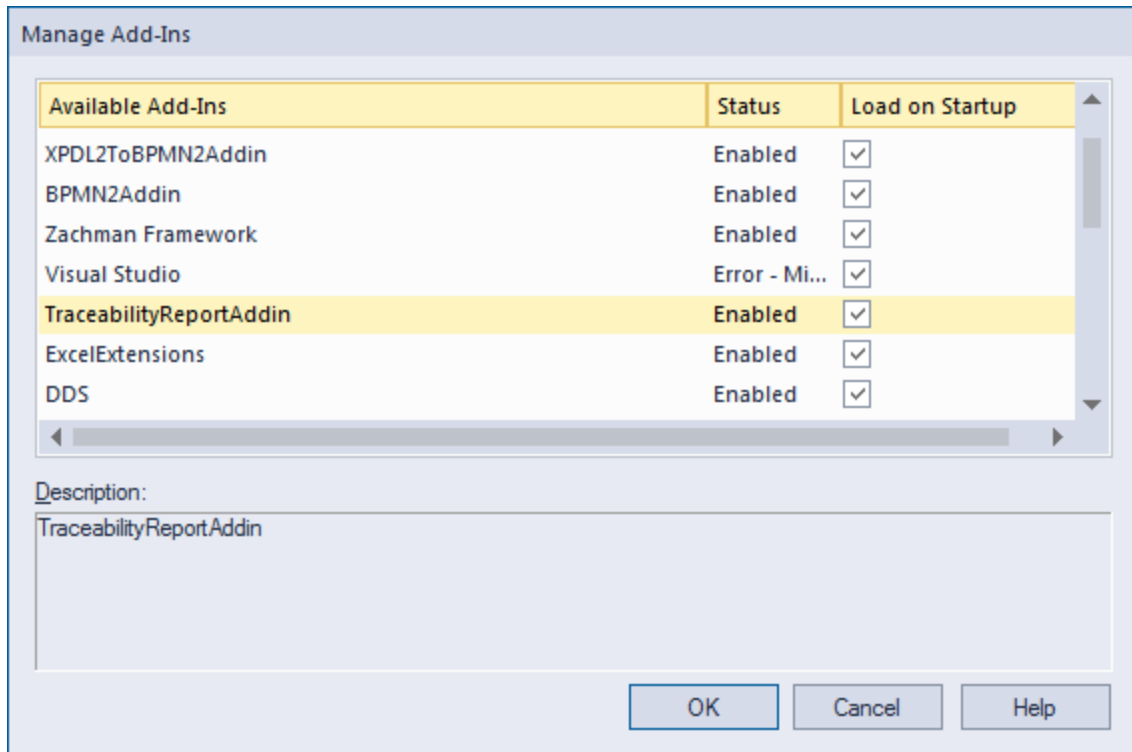 Manage Add-Ins
Available Add-Ins Status Load on Startup
XPDL2ToBPMN2Addin Enabled
BPMN2Addin Enabled
Zachman Framework Enabled
Visual Studio Error - Mi...
TraceabilityReportAddin Enabled
ExcelExtensions Enabled
DDS Enabled
Description:
TraceabilityReportAddin
OK Cancel Help